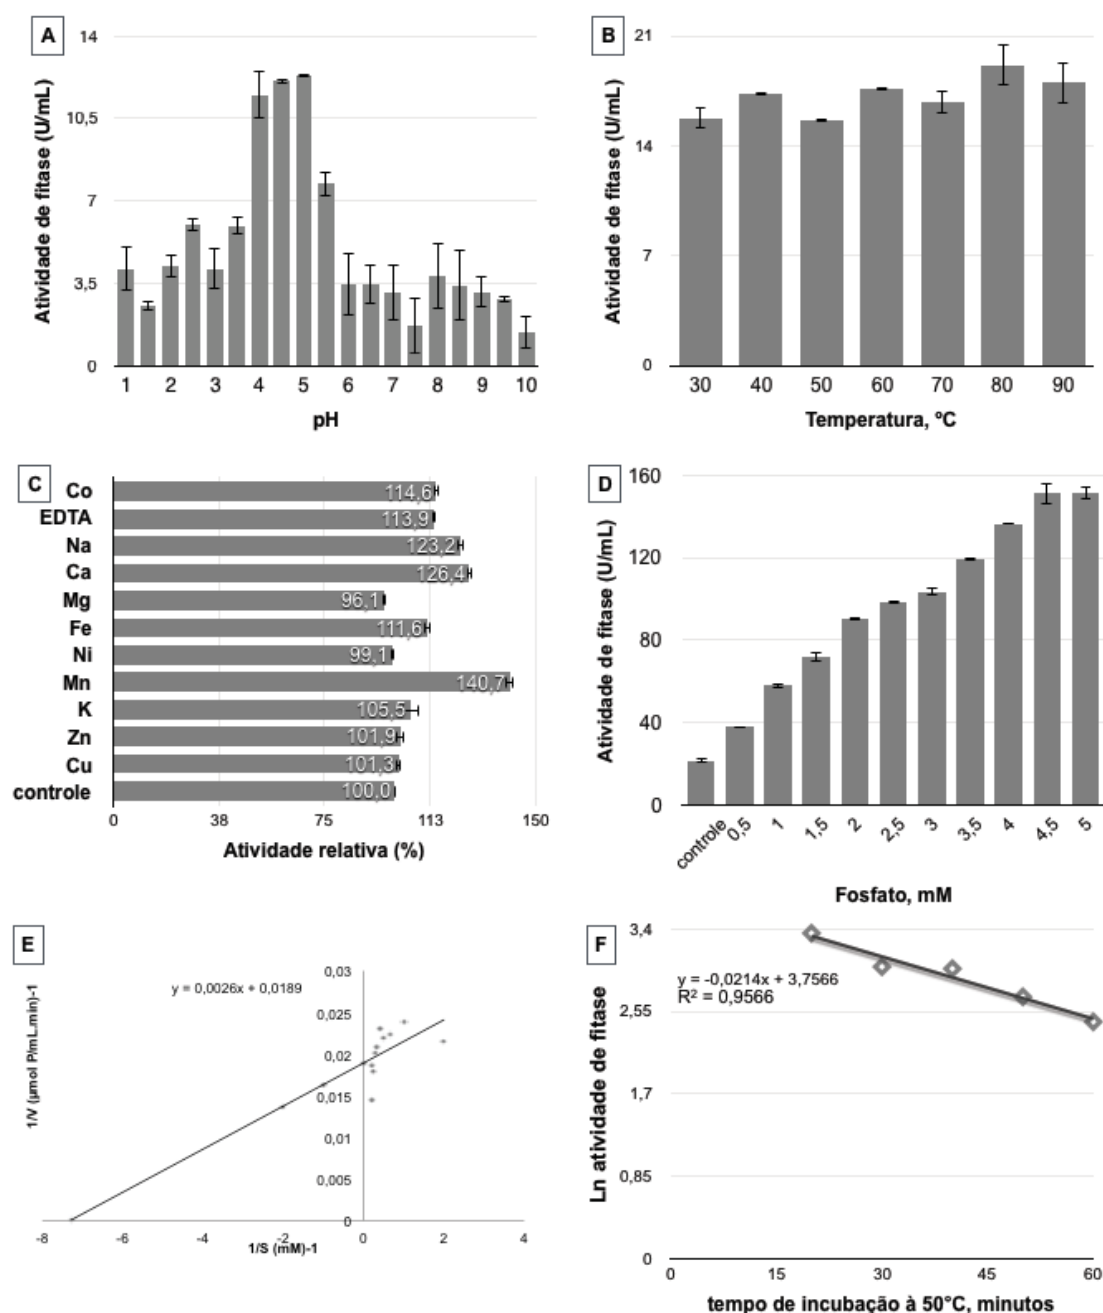 A
Atividade de fitase (U/mL)
14
10,5
7
3,5
0
1 2 3 4 5 6 7 8 9 10
pH
B
Atividade de fitase (U/mL)
21
14
7
0
30 40 50 60 70 80 90
Temperatura, ºC
C
Co 114,6
EDTA 113,9
Na 123,2
Ca 126,4
Mg 96,1
Fe 111,6
Ni 99,1
Mn 140,7
K 105,5
Zn 101,9
Cu 101,3
controle 100,0
0 38 75 113 150
Atividade relativa (%)
D
Atividade de fitase (U/mL)
160
120
80
40
0
controle 0,5 1 1,5 2 2,5 3 3,5 4 4,5 5
Fosfato, mM
E
1/V (µmol P/mL.min)-1
y = 0,0026x + 0,0189
0,03
0,025
0,02
0,015
0,01
0,005
0
-8 -6 -4 -2 0 2 4
1/S (mM)-1
F
Ln atividade de fitase
3,4
y = -0,0214x + 3,7566
R² = 0,9566
2,55
1,7
0,85
0
0 15 30 45 60
tempo de incubação à 50°C, minutos